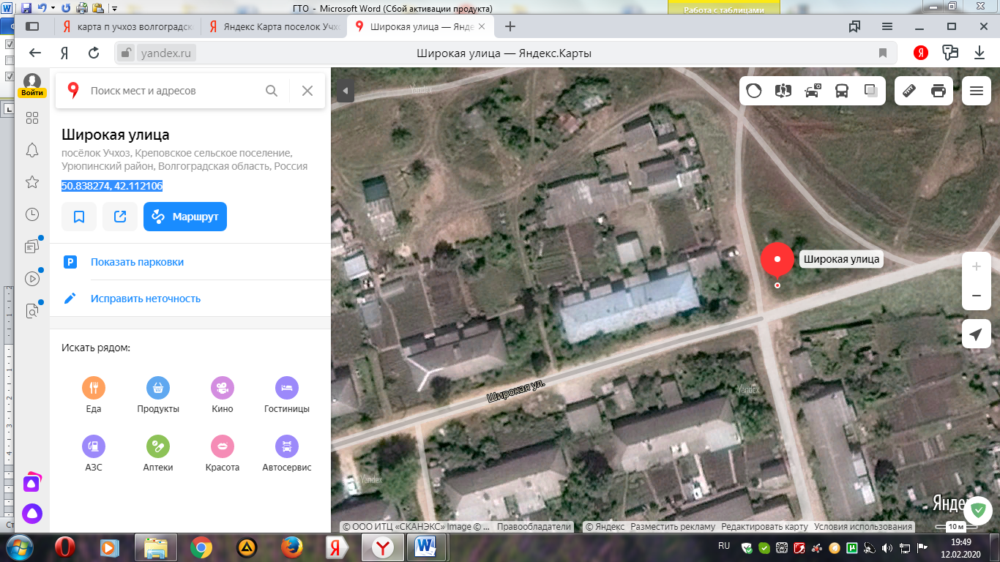 ГТО - Microsoft Word (Сбой активации продукта)
Работа с таблицами
карта п учхоз волгоградск
Яндекс Карта поселок Учхо
Широкая улица — Янде
yandex.ru
Широкая улица — Яндекс.Карты
Войти
Поиск мест и адресов
Широкая улица
посёлок Учхоз, Креповское сельское поселение,
Урюпинский район, Волгоградская область, Россия
50.838274, 42.112106
Маршрут
P
Показать парковки
Исправить неточность
Искать рядом:
Еда
Продукты
Кино
Гостиницы
АЗС
Аптеки
Красота
Автосервис
Yandex
Широкая улица
Широкая ул.
Yandex
Yandex
Яндe
10 м
© ООО ИТЦ «СКАНЭКС» Image © ...
Правообладатели
© Яндекс
Разместить рекламу
Редактировать карту
Условия использования
RU
19:49
12.02.2020